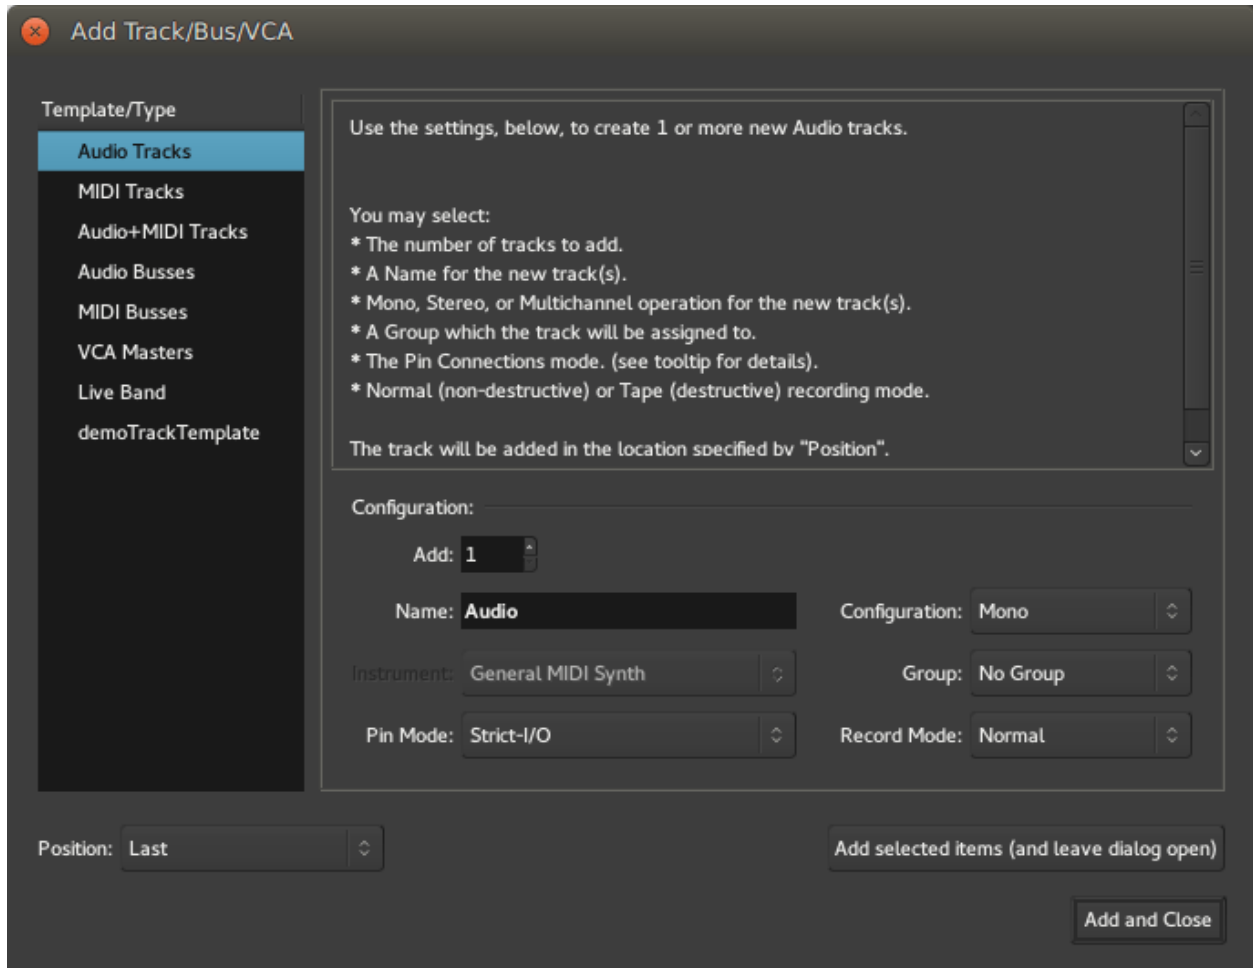 Add Track/Bus/VCA
Template/Type
Audio Tracks
MIDI Tracks
Audio+MIDI Tracks
Audio Busses
MIDI Busses
VCA Masters
Live Band
demoTrackTemplate
Use the settings, below, to create 1 or more new Audio tracks.
You may select:
* The number of tracks to add.
* A Name for the new track(s).
* Mono, Stereo, or Multichannel operation for the new track(s).
* A Group which the track will be assigned to.
* The Pin Connections mode. (see tooltip for details).
* Normal (non-destructive) or Tape (destructive) recording mode.
The track will be added in the location specified by "Position".
Configuration:
Add: 1
Name: Audio
Configuration: Mono
Instrument: General MIDI Synth
Group: No Group
Pin Mode: Strict-I/O
Record Mode: Normal
Position: Last
Add selected items (and leave dialog open)
Add and Close